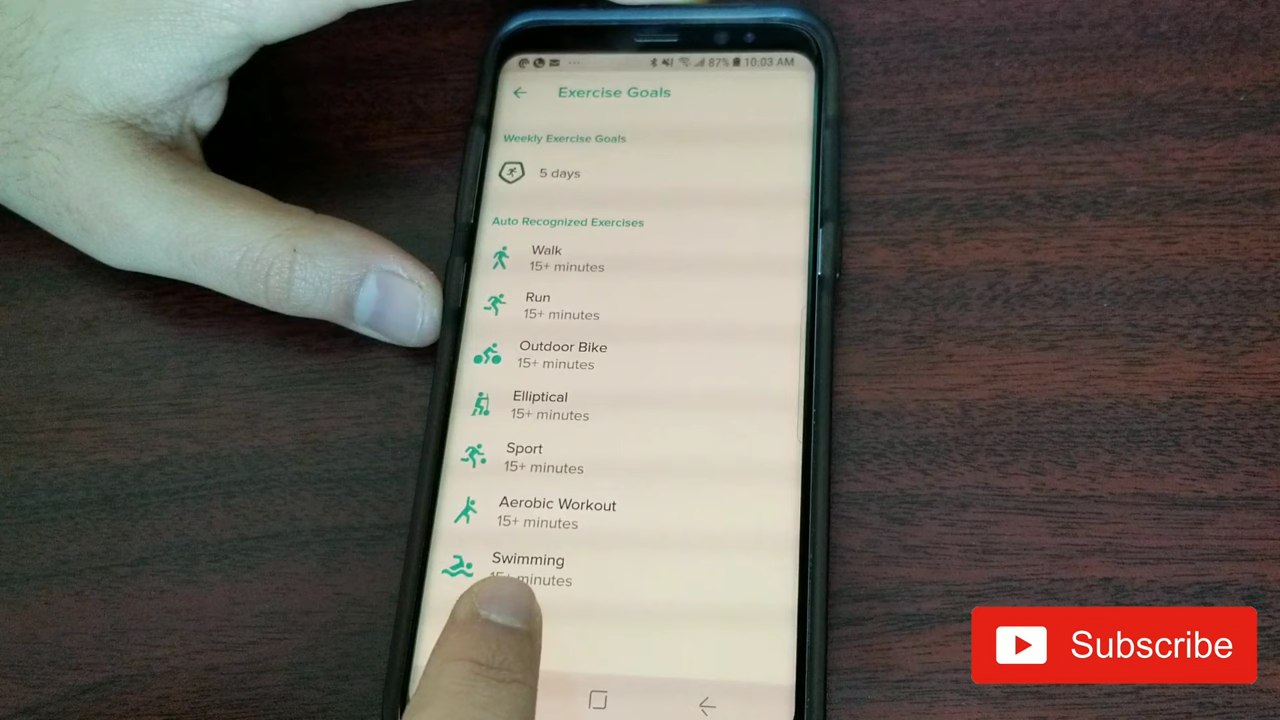 87% 10:03 AM
Exercise Goals
Weekly Exercise Goals
5 days
Auto Recognized Exercises
Walk
15+ minutes
Run
15+ minutes
Outdoor Bike
15+ minutes
Elliptical
15+ minutes
Sport
15+ minutes
Aerobic Workout
15+ minutes
Swimming
15+ minutes
Subscribe